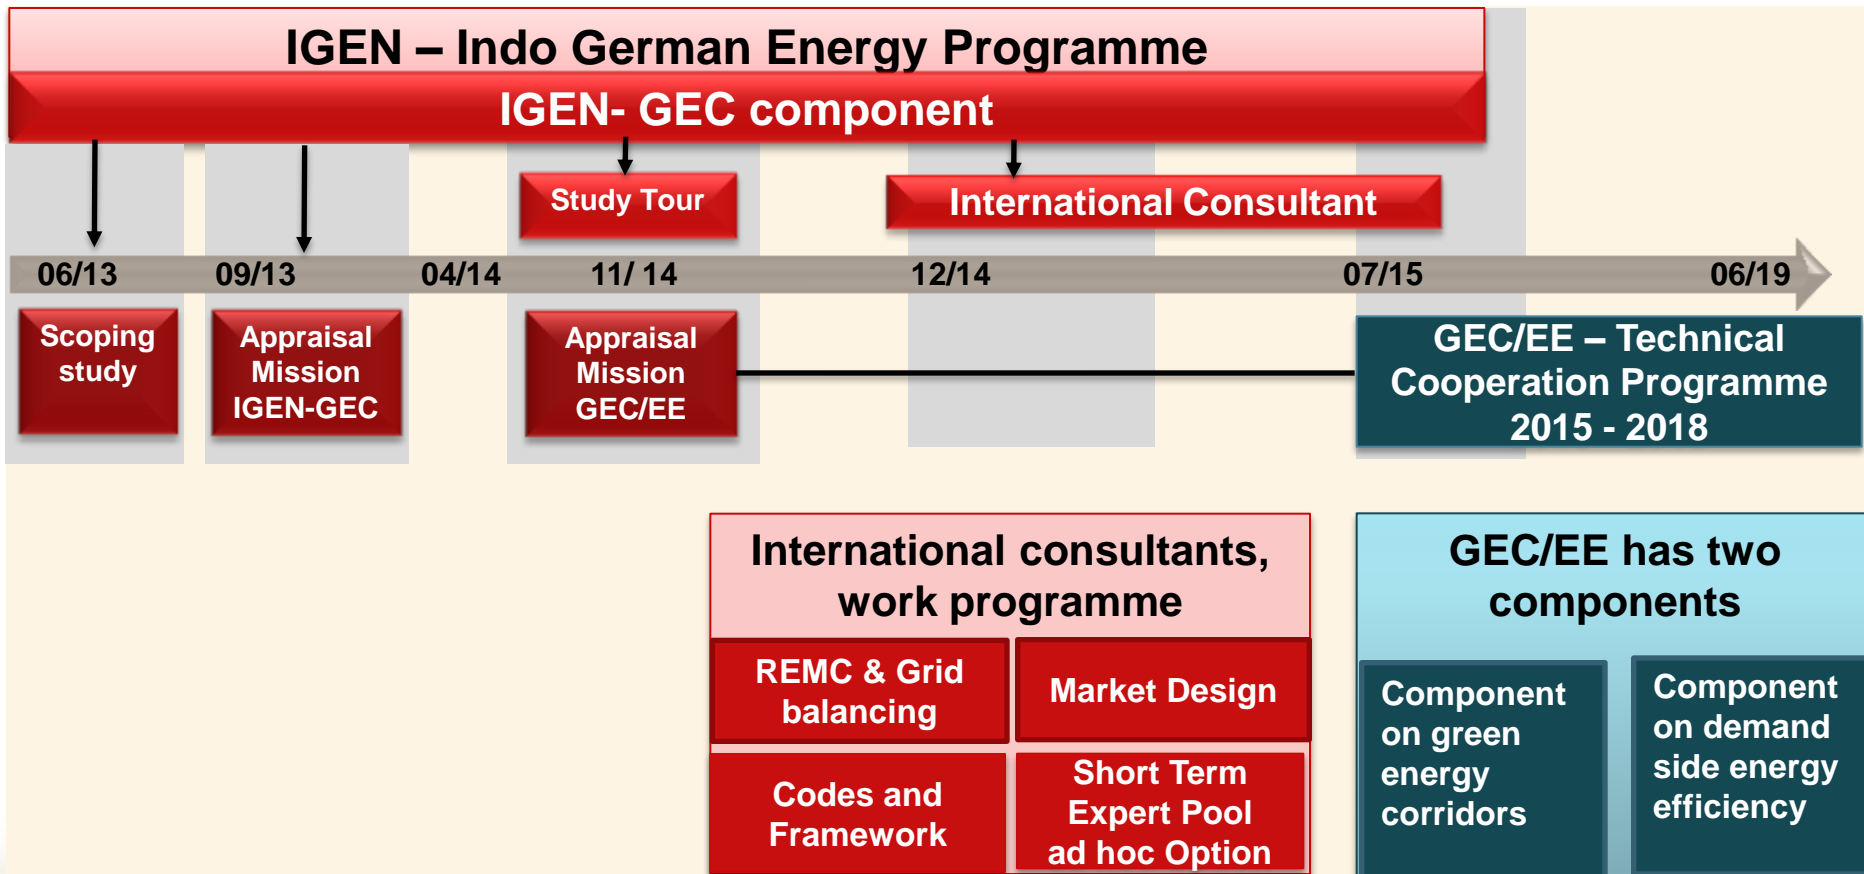 IGEN – Indo German Energy Programme
IGEN- GEC component
Study Tour
International Consultant
06/13
09/13
04/14
11/ 14
12/14
07/15
06/19
Scoping
study
Appraisal
Mission
IGEN-GEC
Appraisal
Mission
GEC/EE
GEC/EE – Technical
Cooperation Programme
2015 - 2018
International consultants,
work programme
REMC & Grid
balancing
Market Design
Codes and
Framework
Short Term
Expert Pool
ad hoc Option
GEC/EE has two
components
Component
on green
energy
corridors
Component
on demand
side energy
efficiency